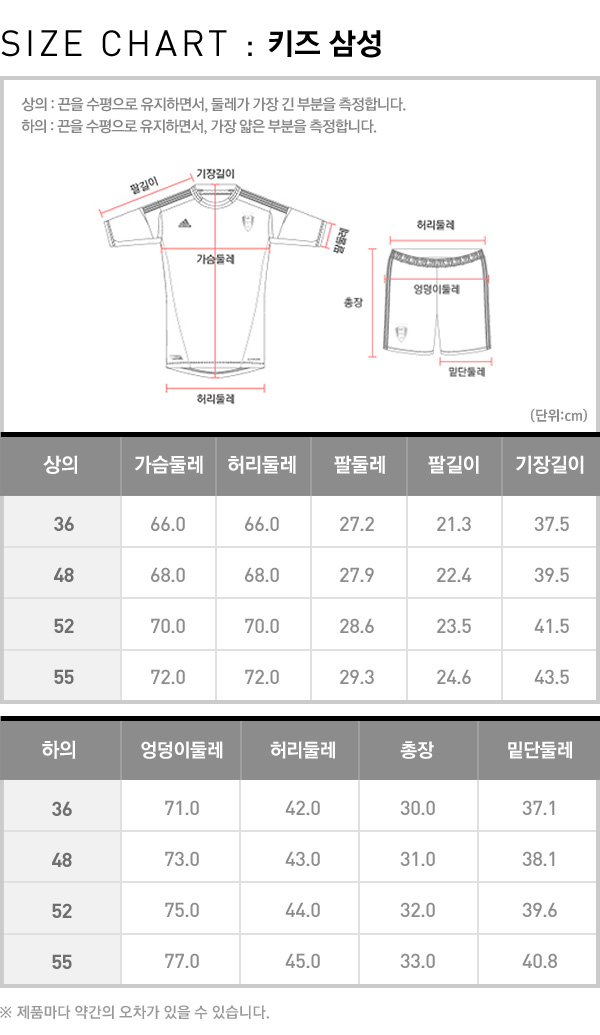 SIZE CHART : 키즈 삼성
상의 : 끈을 수평으로 유지하면서, 둘레가 가장 긴 부분을 측정합니다.
하의 : 끈을 수평으로 유지하면서, 가장 얇은 부분을 측정합니다.
기장길이
팔길이
팔둘레
가슴둘레
허리둘레
허리둘레
엉덩이둘레
총장
밑단둘레
(단위:cm)
상의 가슴둘레 허리둘레 팔둘레 팔길이 기장길이
36 66.0 66.0 27.2 21.3 37.5
48 68.0 68.0 27.9 22.4 39.5
52 70.0 70.0 28.6 23.5 41.5
55 72.0 72.0 29.3 24.6 43.5
하의 엉덩이둘레 허리둘레 총장 밑단둘레
36 71.0 42.0 30.0 37.1
48 73.0 43.0 31.0 38.1
52 75.0 44.0 32.0 39.6
55 77.0 45.0 33.0 40.8
※ 제품마다 약간의 오차가 있을 수 있습니다.